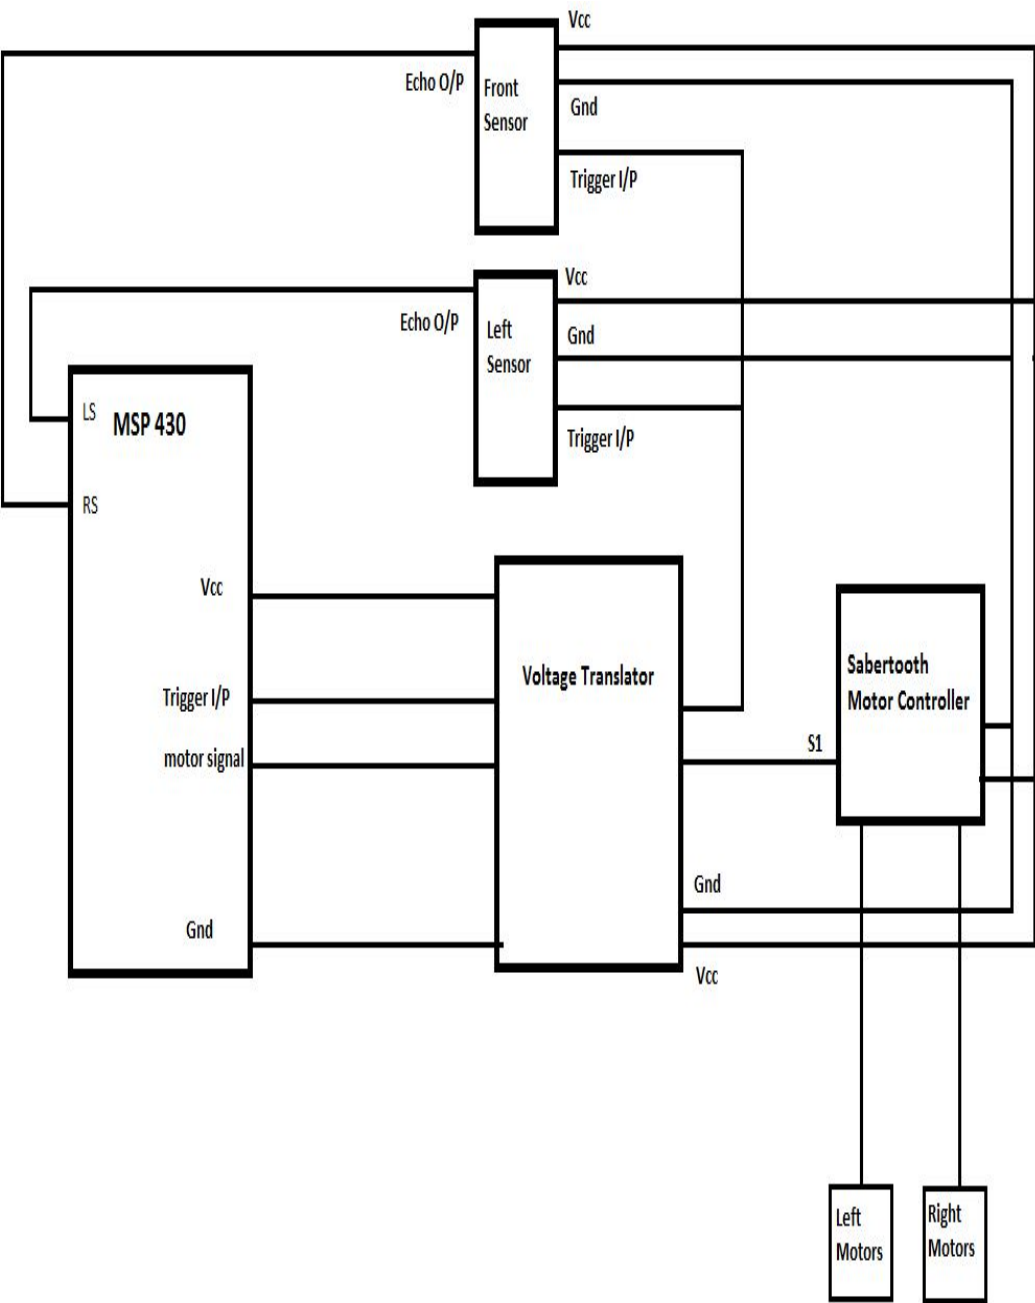 Vcc
Echo O/P
Front
Sensor
Gnd
Trigger I/P
Vcc
Echo O/P
Left
Sensor
Gnd
Trigger I/P
LS
MSP 430
RS
Vcc
Trigger I/P
motor signal
Gnd
Voltage Translator
Sabertooth
Motor Controller
S1
Gnd
Vcc
Left
Motors
Right
Motors